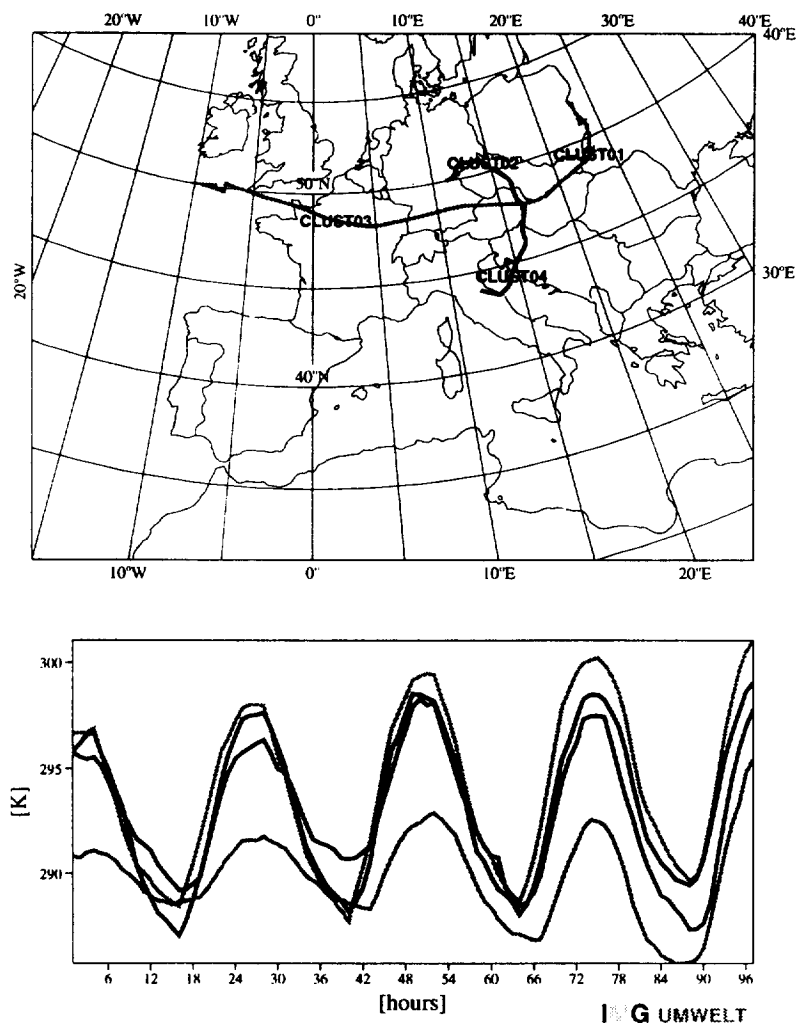 20°W 10°W 0° 10°E 20°E 30°E 40°E
40°E
CLUST02 CLUST01
50°N
CLUST03
20°W
30°E
CLUST04
40°N
10°W 0° 10°E 20°E
300
295
[K]
290
6 12 18 24 30 36 42 48 54 60 66 72 78 84 90 96
[hours]
G UMWELT